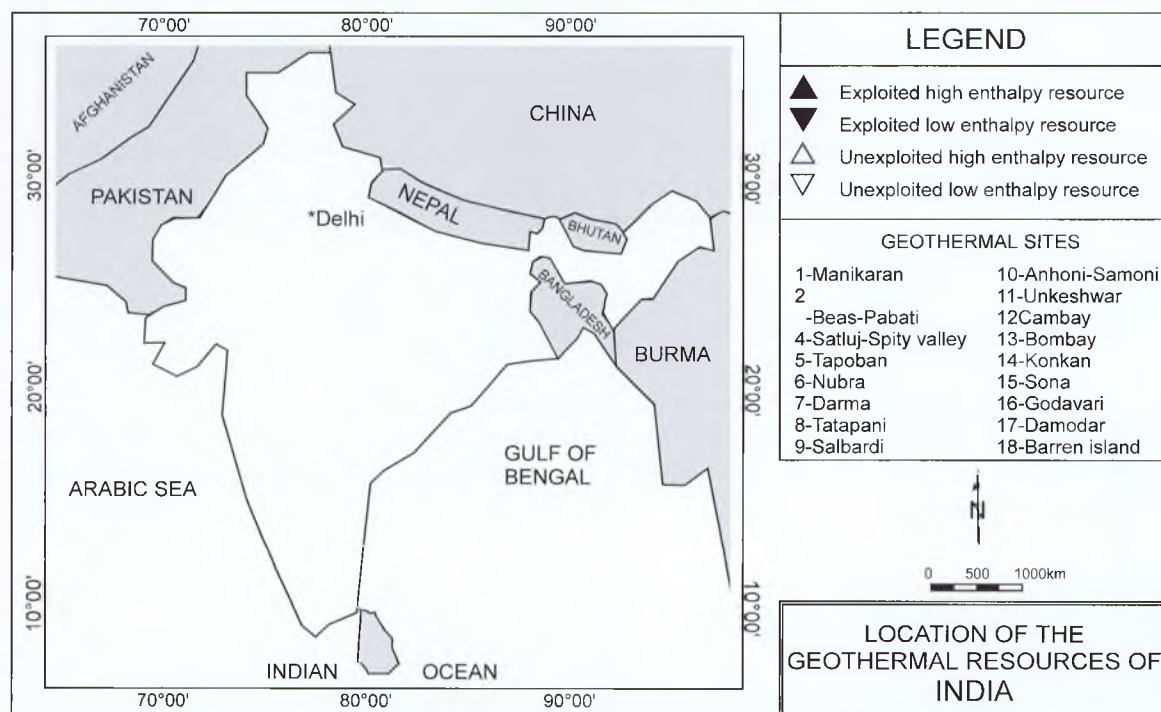 70°00' 80°00' 90°00'
AFGHANISTAN
CHINA
30°00' 30°00'
PAKISTAN
NEPAL
*Delhi
BHUTAN
BANGLADESH
BURMA
20°00' 20°00'
GULF OF
BENGAL
ARABIC SEA
10°00' 10°00'
INDIAN OCEAN
70°00' 80°00' 90°00'
LEGEND
Exploited high enthalpy resource
Exploited low enthalpy resource
Unexploited high enthalpy resource
Unexploited low enthalpy resource
GEOTHERMAL SITES
1-Manikaran
2
-Beas-Pabati
4-Satluj-Spity valley
5-Tapoban
6-Nubra
7-Darma
8-Tatapani
9-Salbardi
10-Anhoni-Samoni
11-Unkeshwar
12Cambay
13-Bombay
14-Konkan
15-Sona
16-Godavari
17-Damodar
18-Barren island
N
0 500 1000km
LOCATION OF THE
GEOTHERMAL RESOURCES OF
INDIA